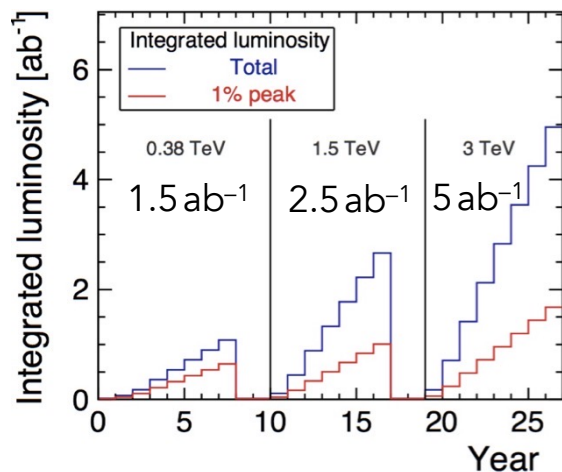 Integrated luminosity [ab⁻¹]
Integrated luminosity
Total
1% peak
0.38 TeV 1.5 TeV 3 TeV
1.5 ab⁻¹ 2.5 ab⁻¹ 5 ab⁻¹
6
4
2
0
0 5 10 15 20 25
Year